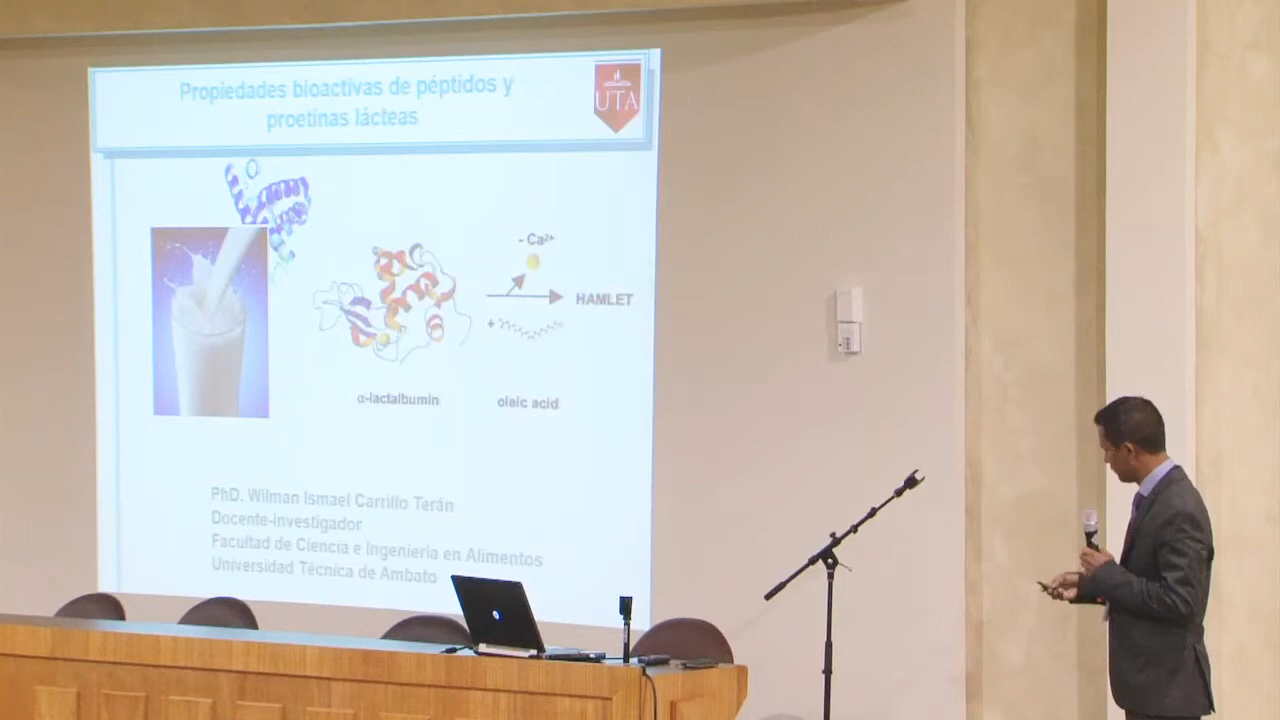 Propiedades bioactivas de péptidos y
proetinas lácteas
UTA
- Ca²⁺
HAMLET
+
α-lactalbumin
oleic acid
PhD. Wilman Ismael Carrillo Terán
Docente-investigador
Facultad de Ciencia e Ingeniería en Alimentos
Universidad Técnica de Ambato